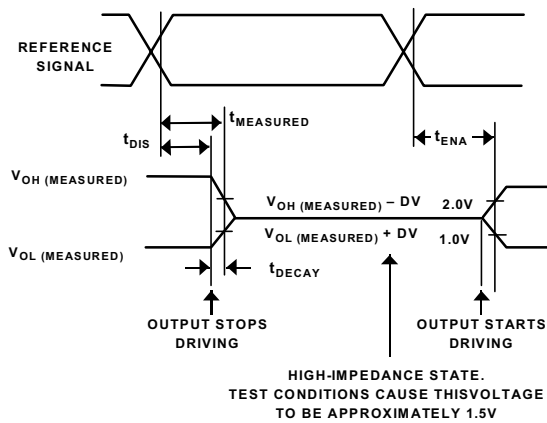 REFERENCE
SIGNAL
tMEASURED
tDIS
tENA
VOH (MEASURED)
VOH (MEASURED) – DV
2.0V
VOL (MEASURED)
VOL (MEASURED) + DV
1.0V
tDECAY
OUTPUT STOPS
DRIVING
OUTPUT STARTS
DRIVING
HIGH-IMPEDANCE STATE.
TEST CONDITIONS CAUSE THISVOLTAGE
TO BE APPROXIMATELY 1.5V